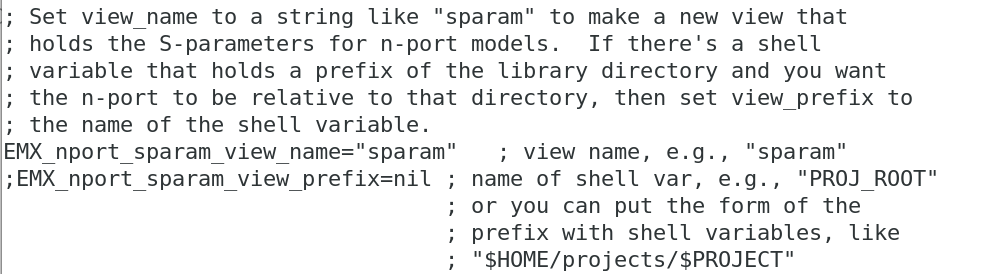 ; Set view_name to a string like "sparam" to make a new view that
; holds the S-parameters for n-port models.  If there's a shell
; variable that holds a prefix of the library directory and you want
; the n-port to be relative to that directory, then set view_prefix to
; the name of the shell variable.
EMX_nport_sparam_view_name="sparam"   ; view name, e.g., "sparam"
;EMX_nport_sparam_view_prefix=nil ; name of shell var, e.g., "PROJ_ROOT"
                                  ; or you can put the form of the
                                  ; prefix with shell variables, like
                                  ; "$HOME/projects/$PROJECT"